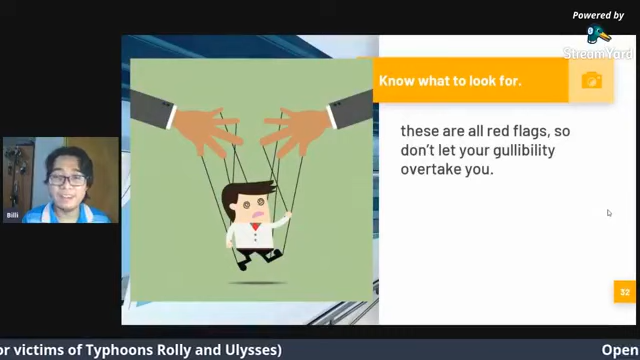 Powered by
StreamYard
Know what to look for.
these are all red flags, so
don't let your gullibility
overtake you.
Billi
32
or victims of Typhoons Rolly and Ulysses)
Open